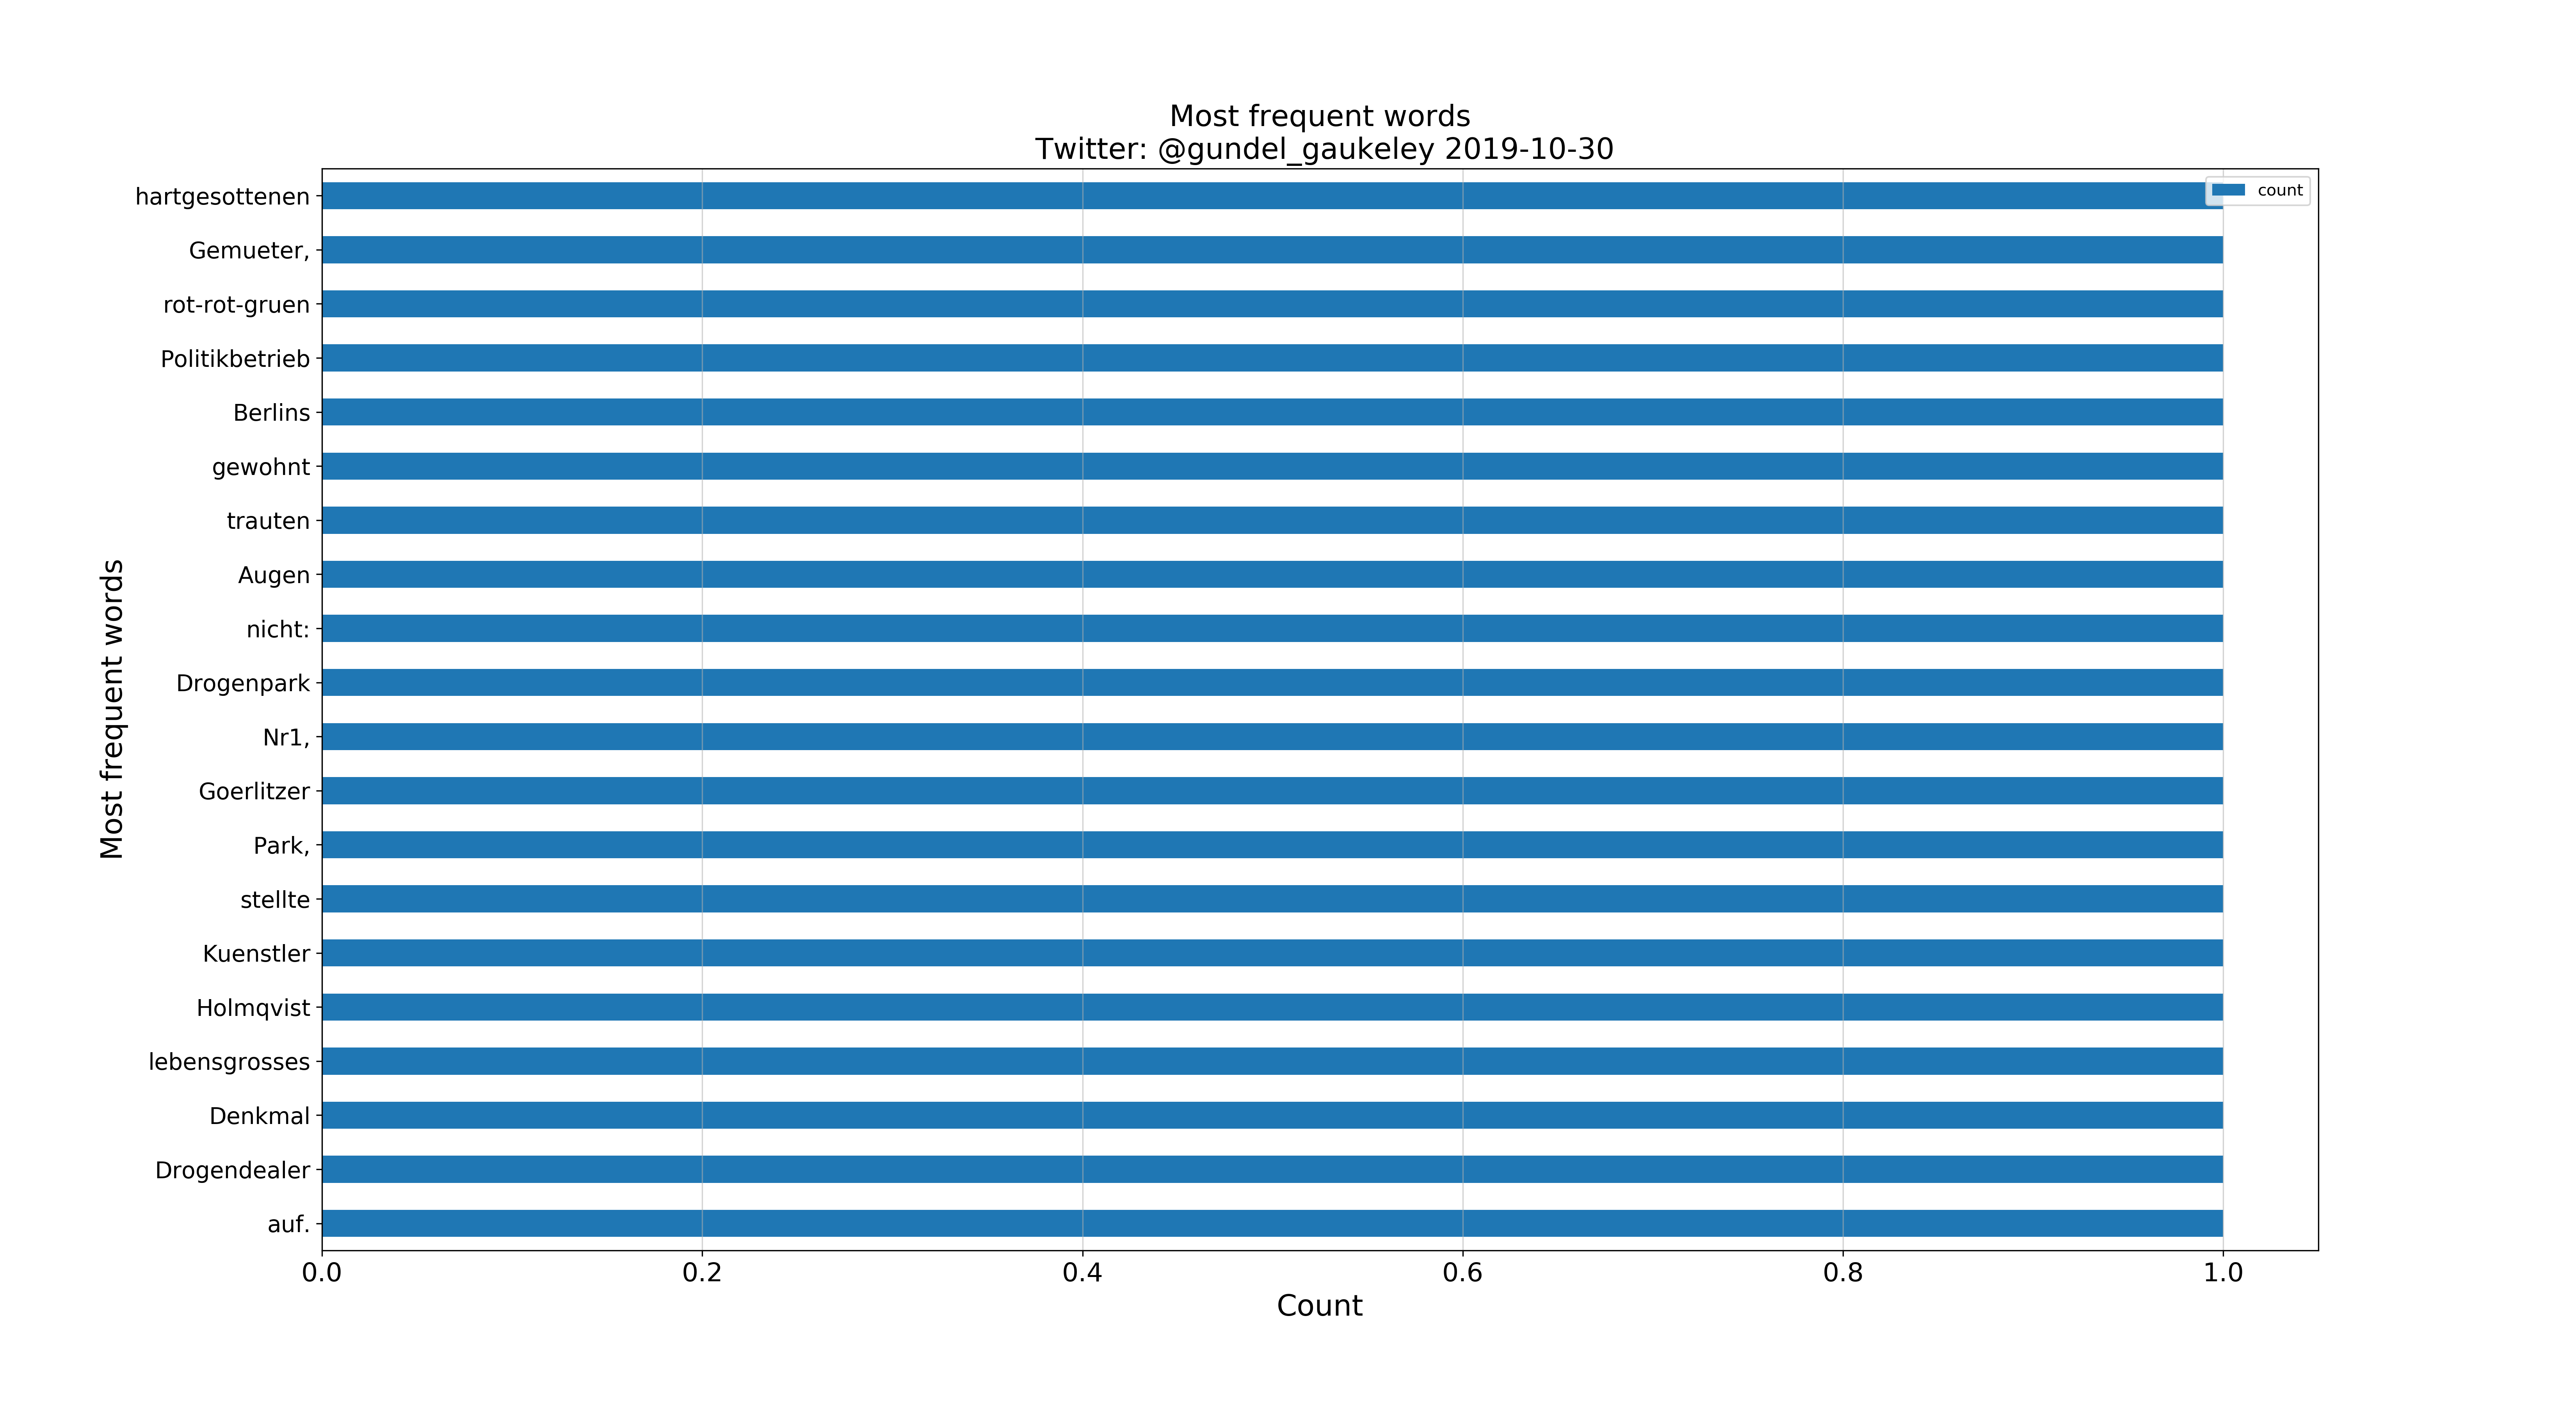 Most frequent words
Twitter: @gundel_gaukeley 2019-10-30
count
Most frequent words
hartgesottenen
Gemueter,
rot-rot-gruen
Politikbetrieb
Berlins
gewohnt
trauten
Augen
nicht:
Drogenpark
Nr1,
Goerlitzer
Park,
stellte
Kuenstler
Holmqvist
lebensgrosses
Denkmal
Drogendealer
auf.
0.0 0.2 0.4 0.6 0.8 1.0
Count